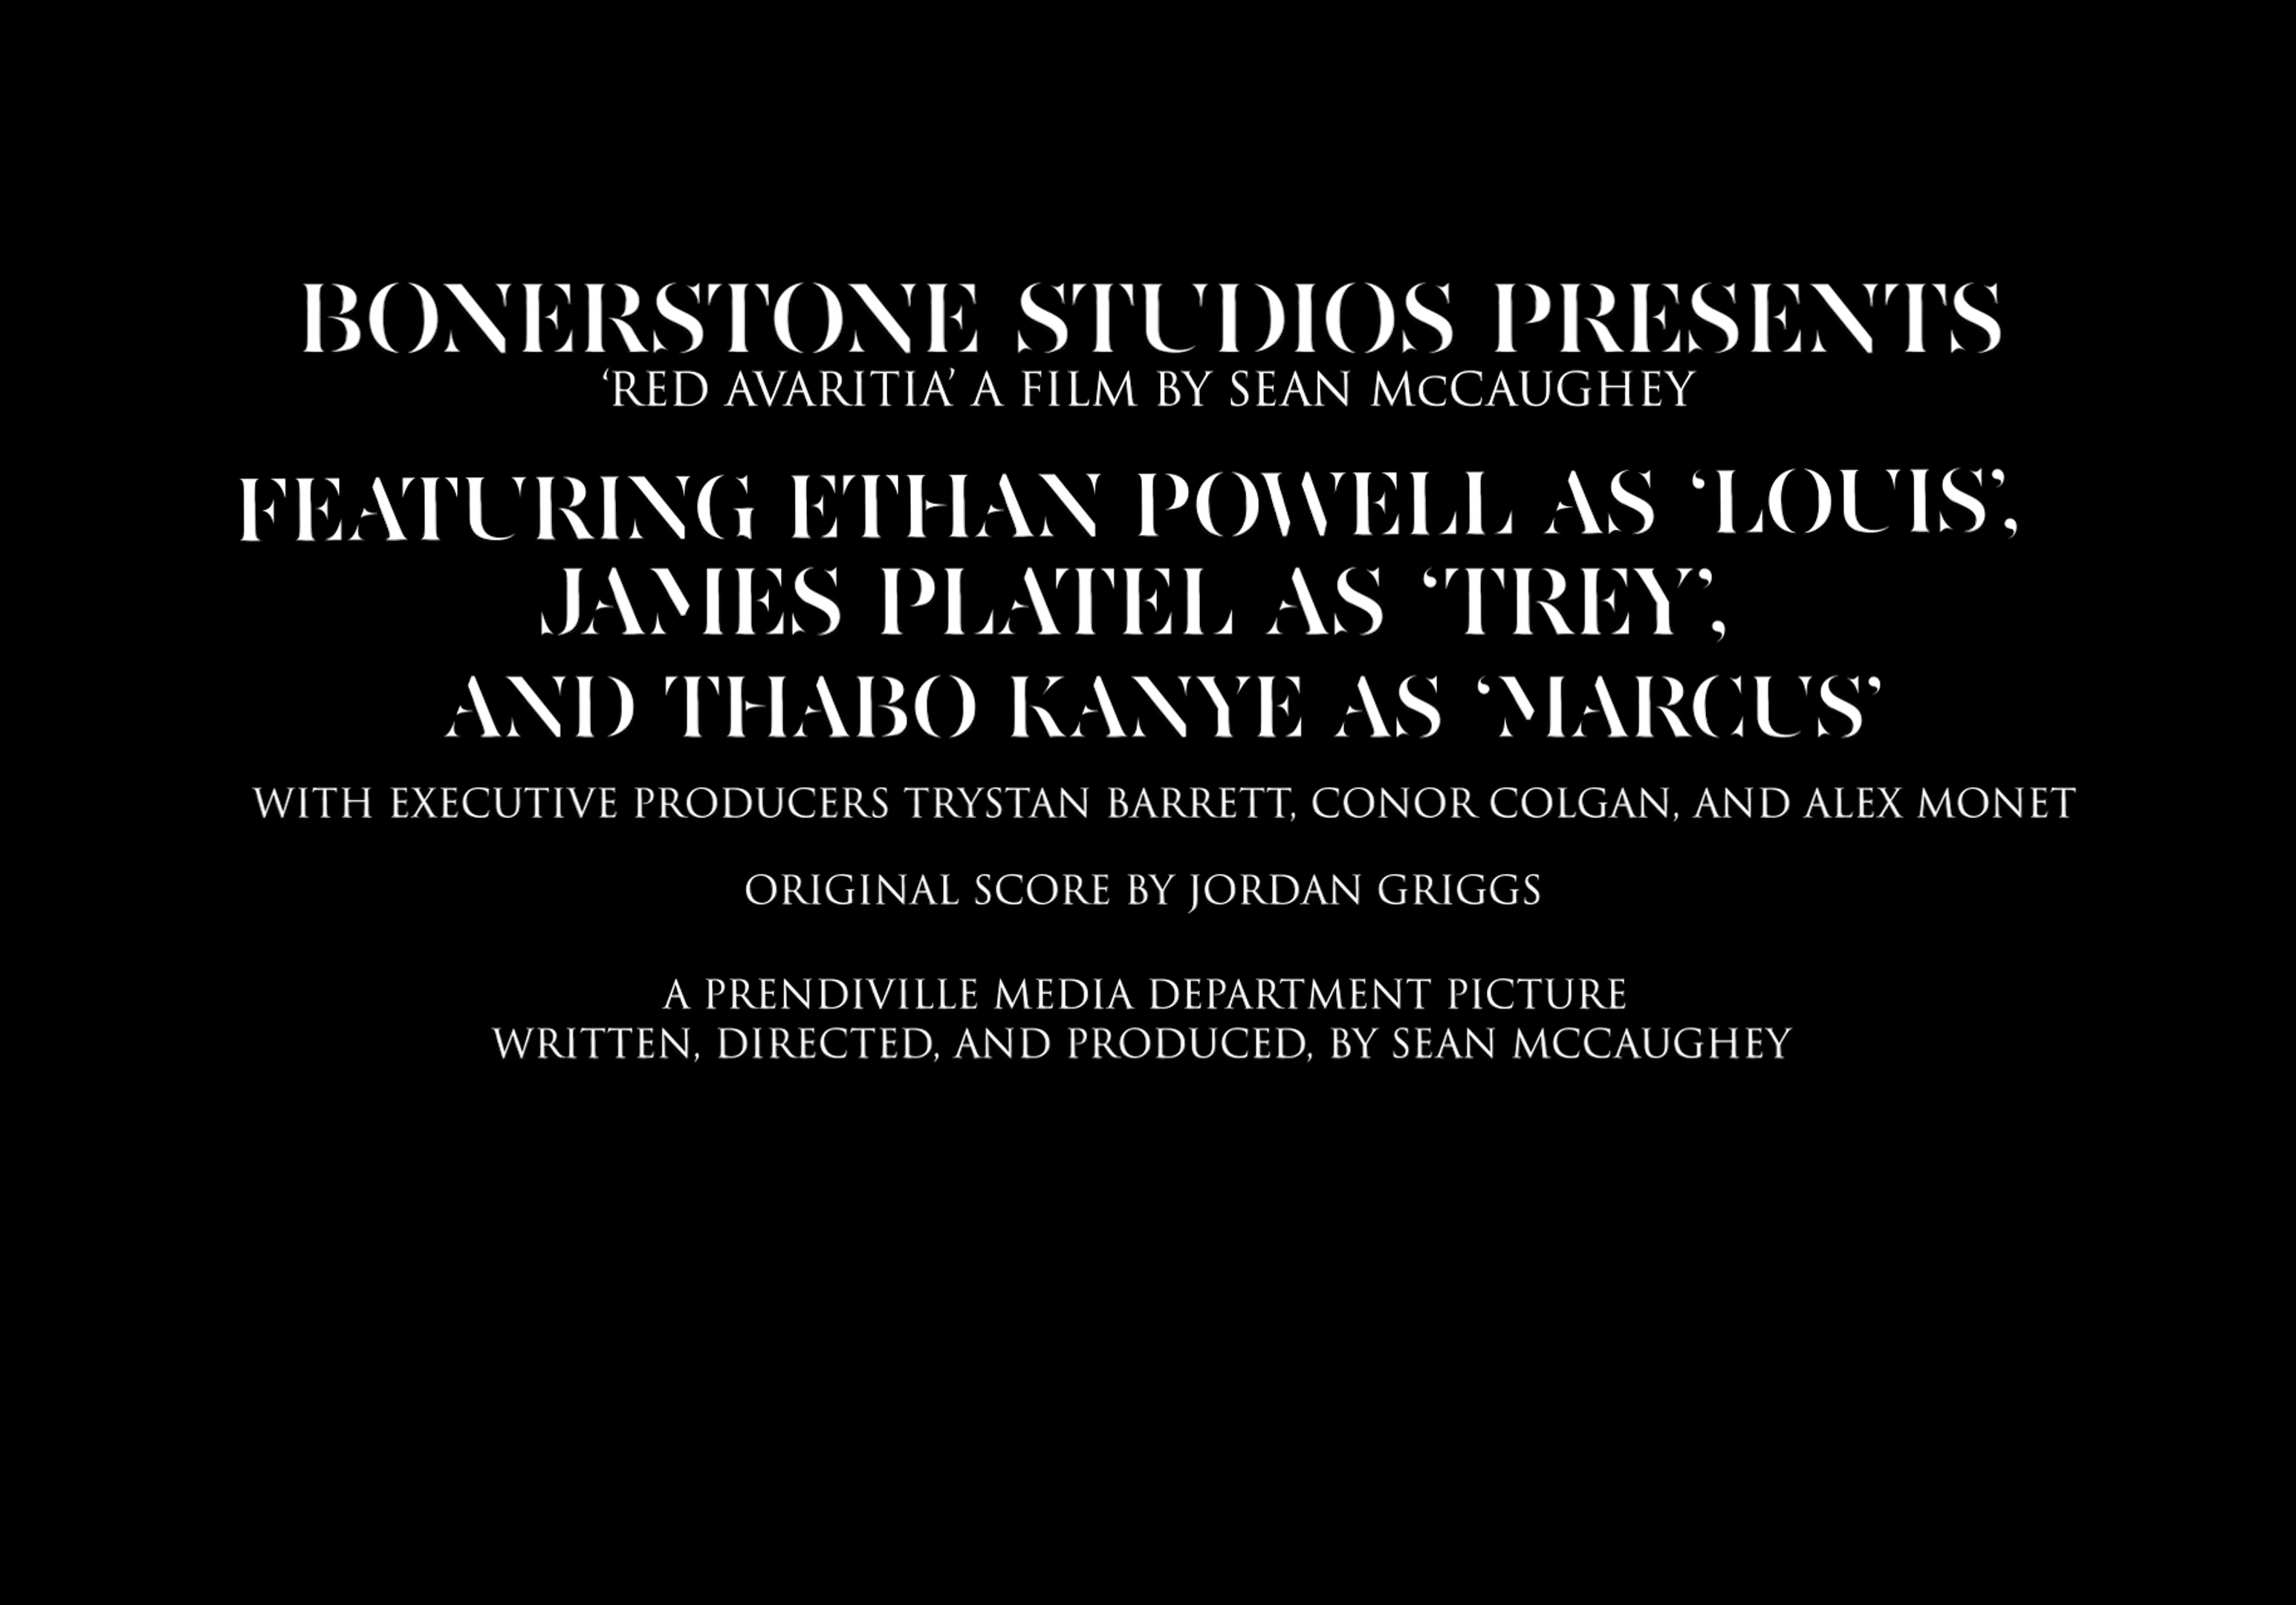 BONERSTONE STUDIOS PRESENTS
‘RED AVARITIA’ A FILM BY SEAN McCAUGHEY
FEATURING ETHAN POWELL AS ‘LOUIS’,
JAMES PLATEL AS ‘TREY’,
AND THABO KANYE AS ‘MARCUS’
WITH EXECUTIVE PRODUCERS TRYSTAN BARRETT, CONOR COLGAN, AND ALEX MONET
ORIGINAL SCORE BY JORDAN GRIGGS
A PRENDIVILLE MEDIA DEPARTMENT PICTURE
WRITTEN, DIRECTED, AND PRODUCED, BY SEAN MCCAUGHEY